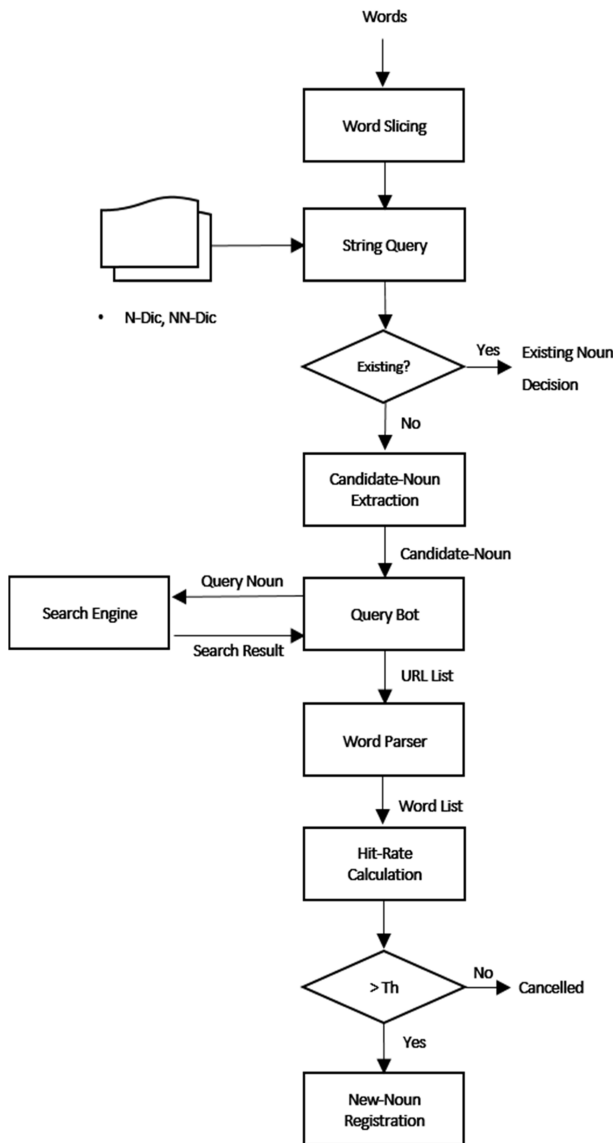 Words
Word Slicing
String Query
• N-Dic, NN-Dic
Existing?
Yes
Existing Noun
Decision
No
Candidate-Noun
Extraction
Candidate-Noun
Query Noun
Search Engine
Query Bot
Search Result
URL List
Word Parser
Word List
Hit-Rate
Calculation
> Th
No
Cancelled
Yes
New-Noun
Registration